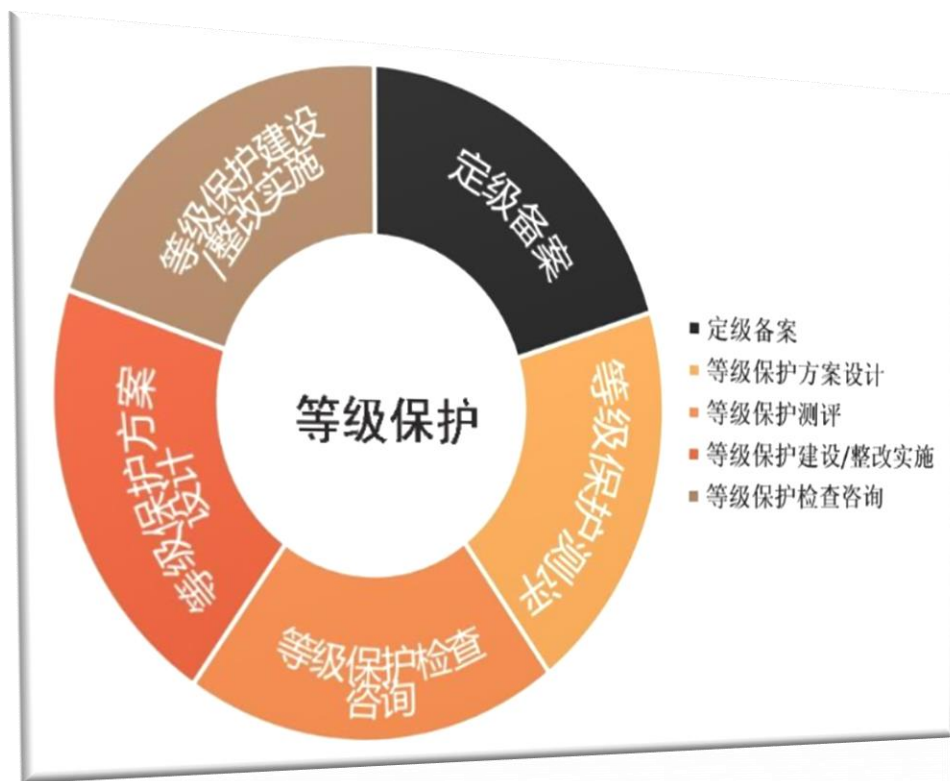 等级保护建设
/整改实施
定级备案
等级保护测评
等级保护检查
咨询
等级保护方案
设计
等级保护
定级备案
等级保护方案设计
等级保护测评
等级保护建设/整改实施
等级保护检查咨询